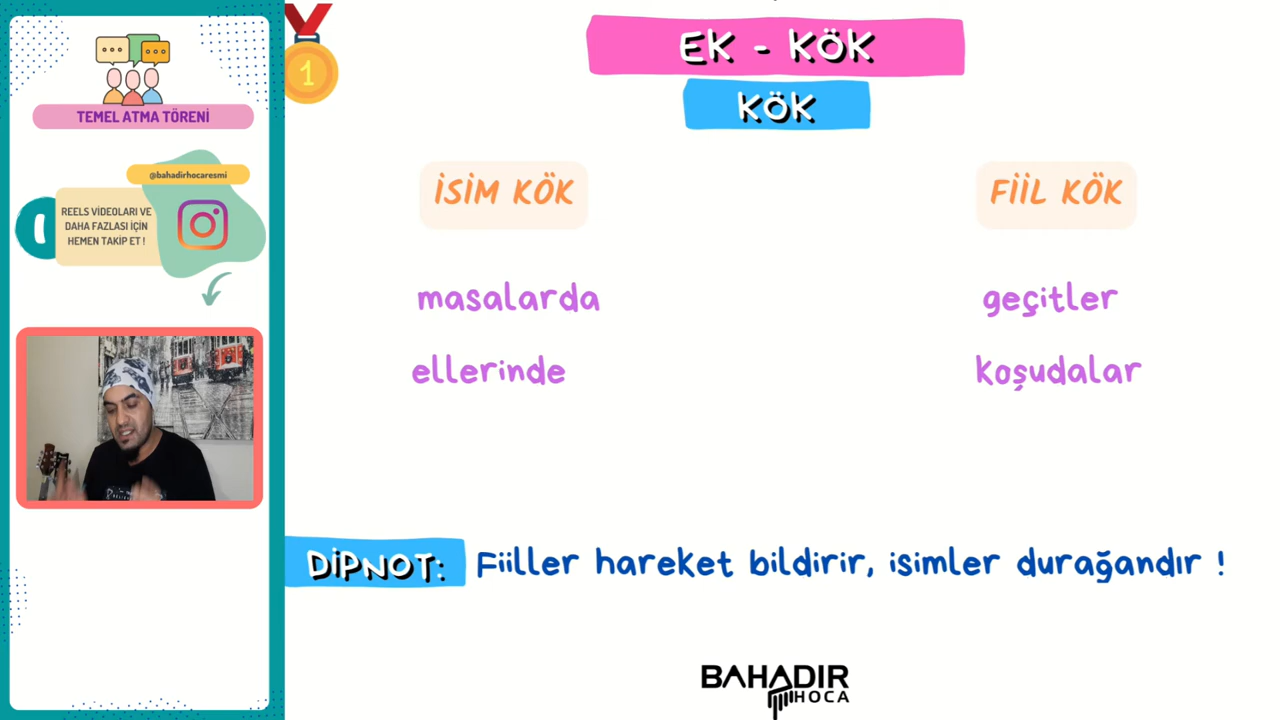 TEMEL ATMA TÖRENİ
@bahadirhocaresmi
REELS VİDEOLARI VE
DAHA FAZLASI İÇİN
HEMEN TAKİP ET !
1
EK - KÖK
KÖK
İSİM KÖK
FİİL KÖK
masalarda
geçitler
ellerinde
koşudalar
DİPNOT: Fiiller hareket bildirir, isimler durağandır !
BAHADIR
HOCA